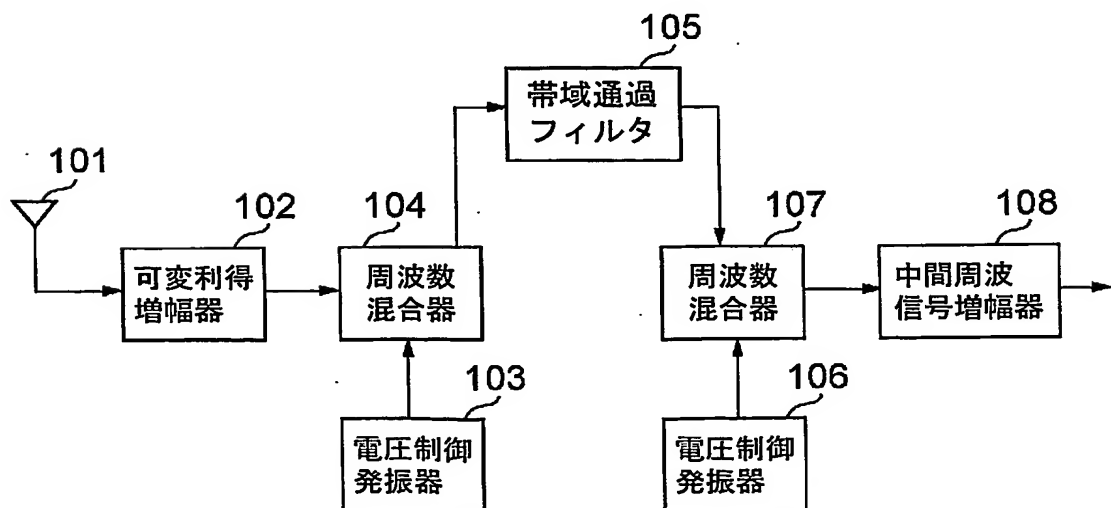 105
帯域通過
フィルタ
101
102
104
107
108
可変利得
増幅器
周波数
混合器
周波数
混合器
中間周波
信号増幅器
103
106
電圧制御
発振器
電圧制御
発振器